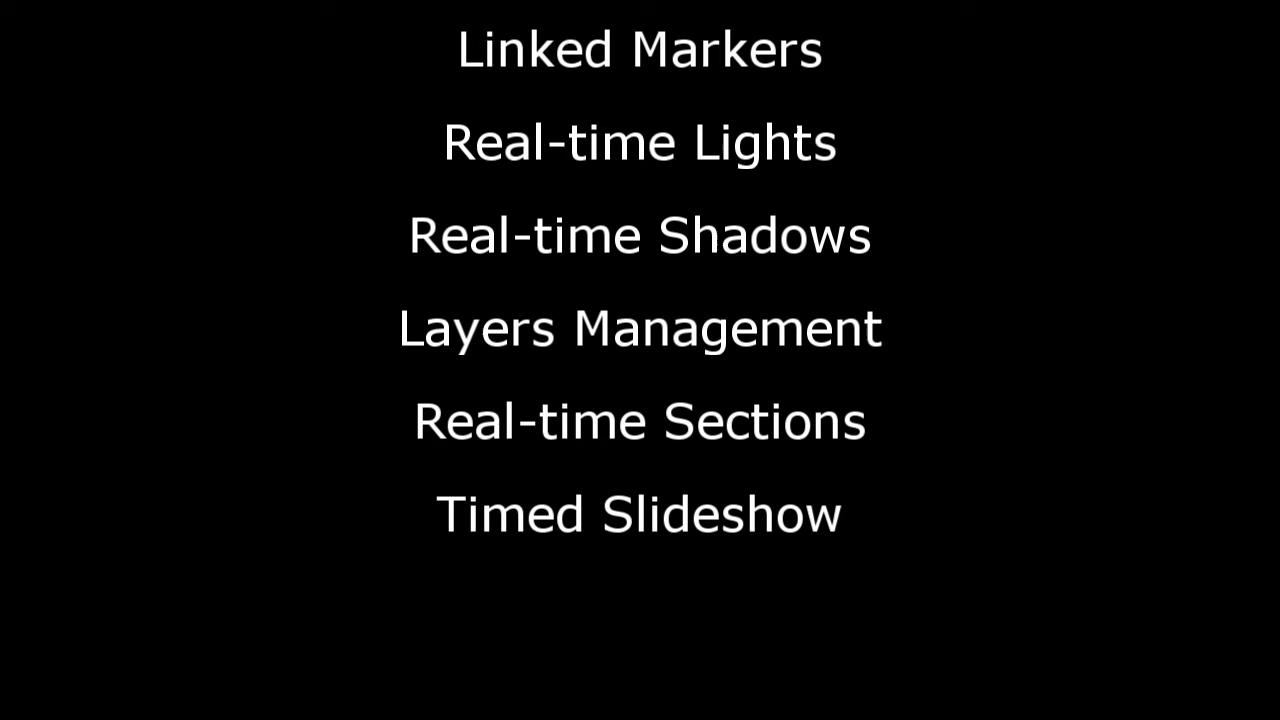 Linked Markers
Real-time Lights
Real-time Shadows
Layers Management
Real-time Sections
Timed Slideshow